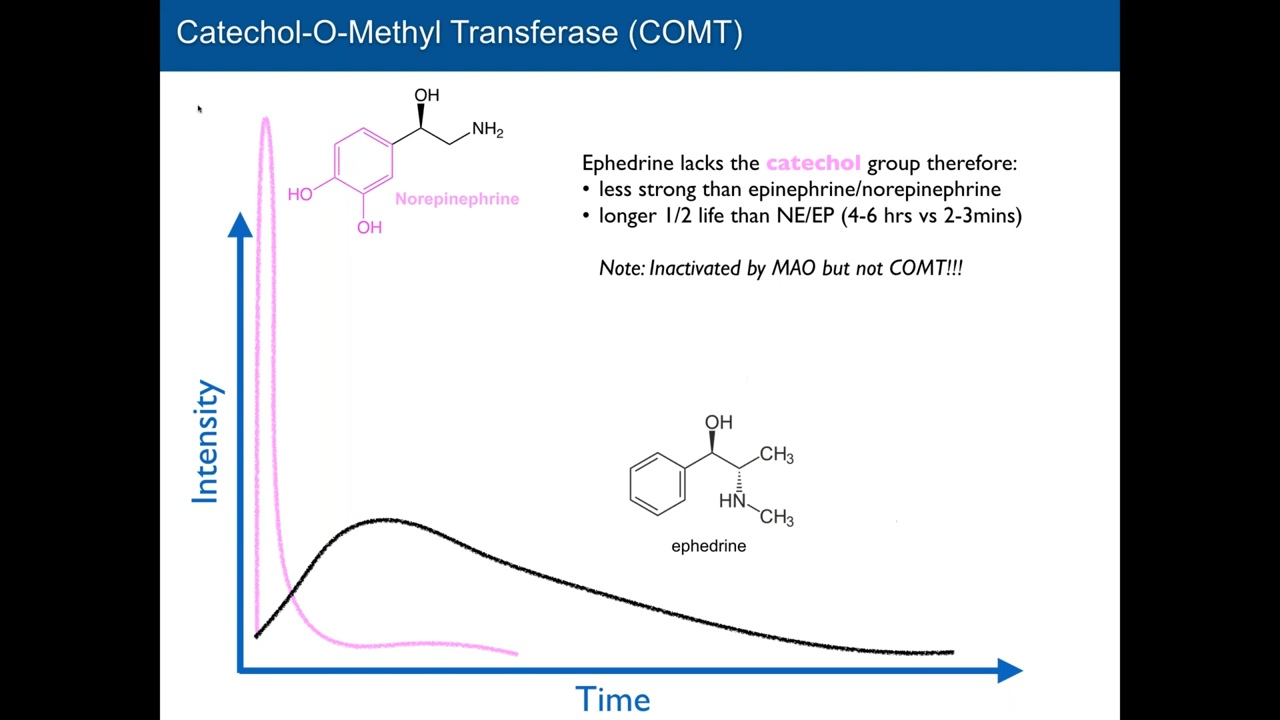 Catechol-O-Methyl Transferase (COMT)
OH
NH2
HO
Norepinephrine
OH
Ephedrine lacks the catechol group therefore:
• less strong than epinephrine/norepinephrine
• longer 1/2 life than NE/EP (4-6 hrs vs 2-3mins)
Note: Inactivated by MAO but not COMT!!!
Intensity
OH
CH3
HN
CH3
ephedrine
Time